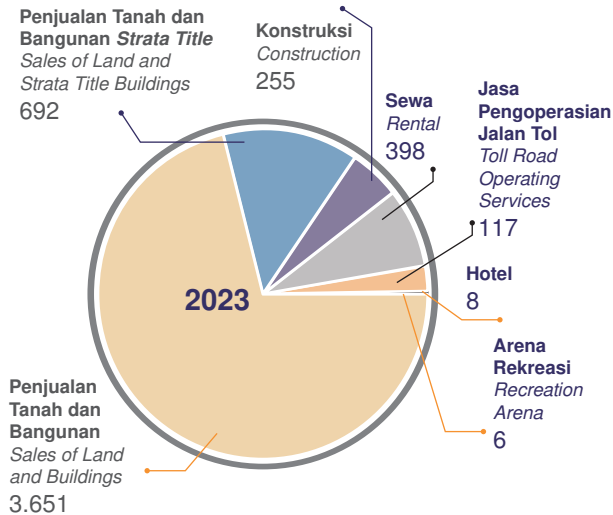 Penjualan Tanah dan
Bangunan Strata Title
Sales of Land and
Strata Title Buildings
692
Konstruksi
Construction
255
Sewa
Rental
398
Jasa
Pengoperasian
Jalan Tol
Toll Road
Operating
Services
117
Hotel
8
Arena
Rekreasi
Recreation
Arena
6
2023
Penjualan
Tanah dan
Bangunan
Sales of Land
and Buildings
3.651